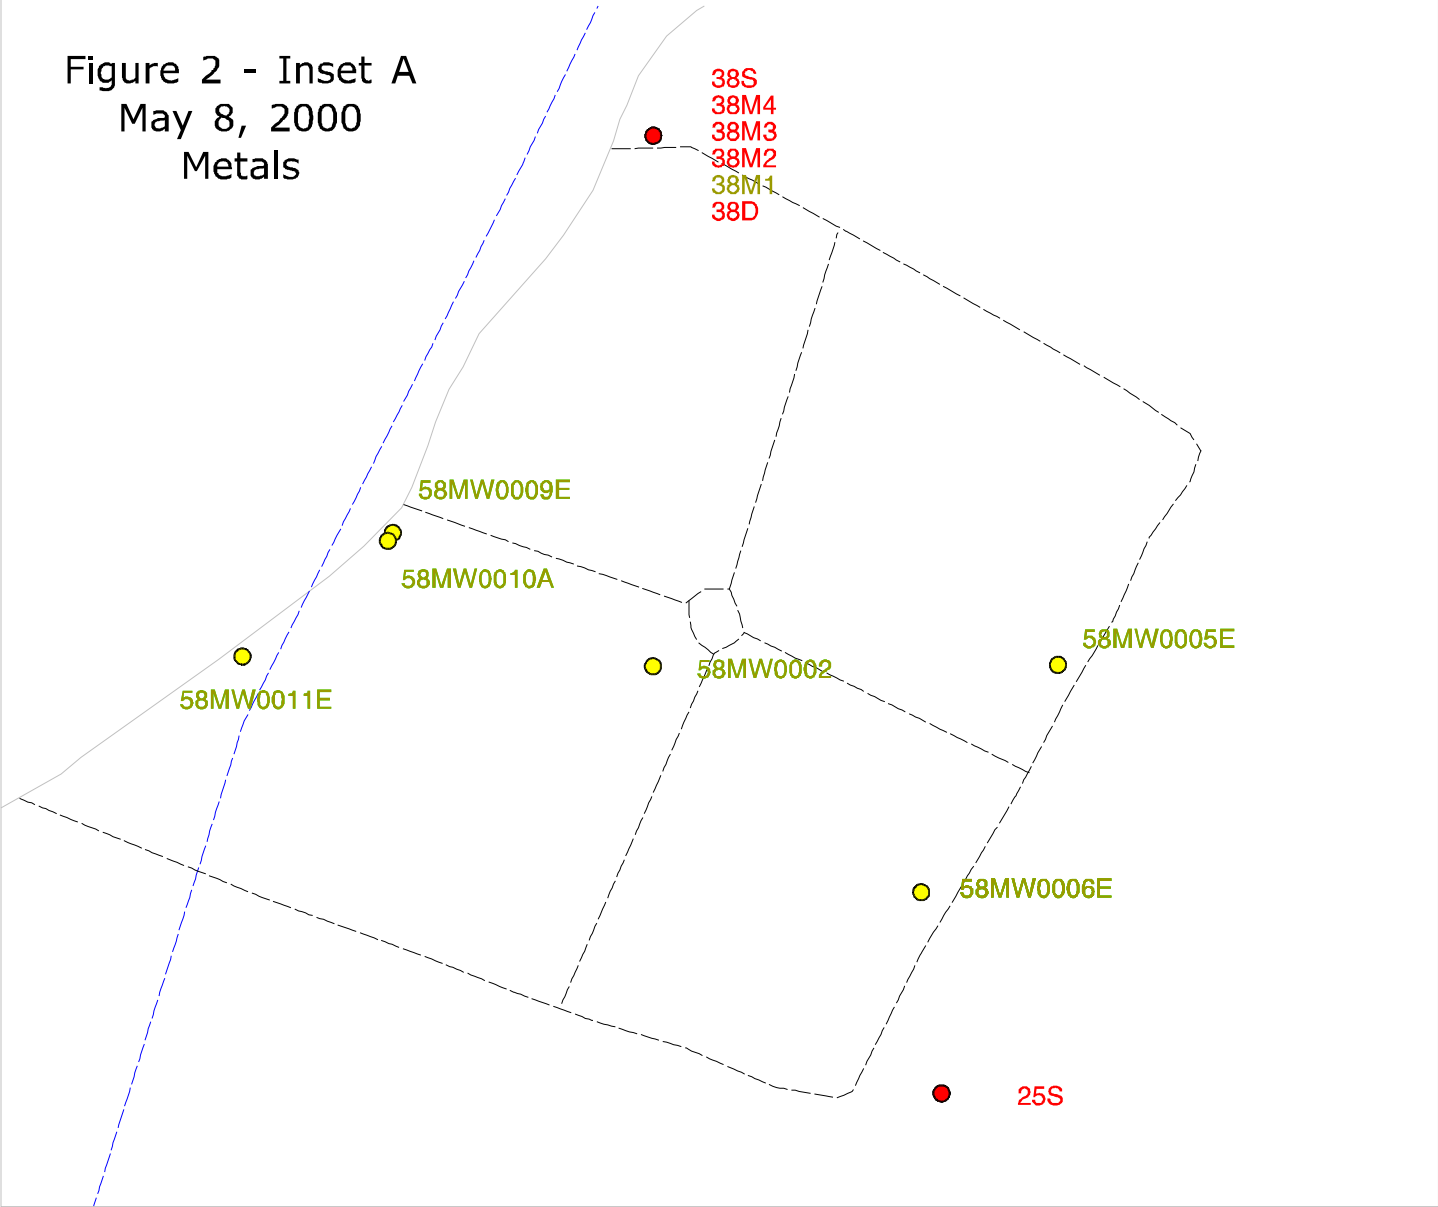 Figure 2 - Inset A
May 8, 2000
Metals
38S
38M4
38M3
38M2
38M1
38D
58MW0009E
58MW0010A
58MW0005E
58MW0002
58MW0011E
58MW0006E
25S